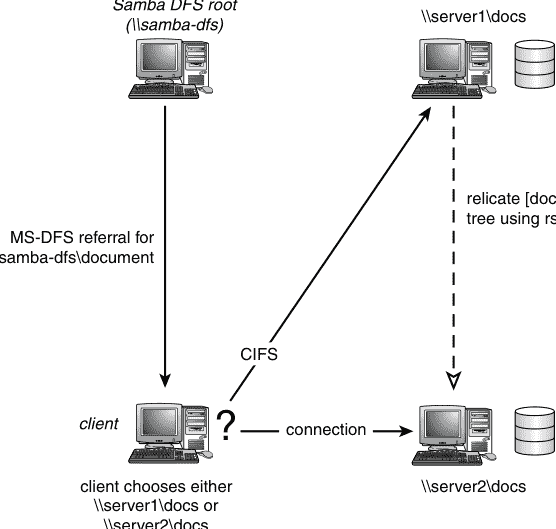 Samba DFS root
(\\samba-dfs)
\\server1\docs
MS-DFS referral for
samba-dfs\document
relicate [doc
tree using rs
CIFS
client
?
connection
client chooses either
\\server1\docs or
\\server2\docs
\\server2\docs